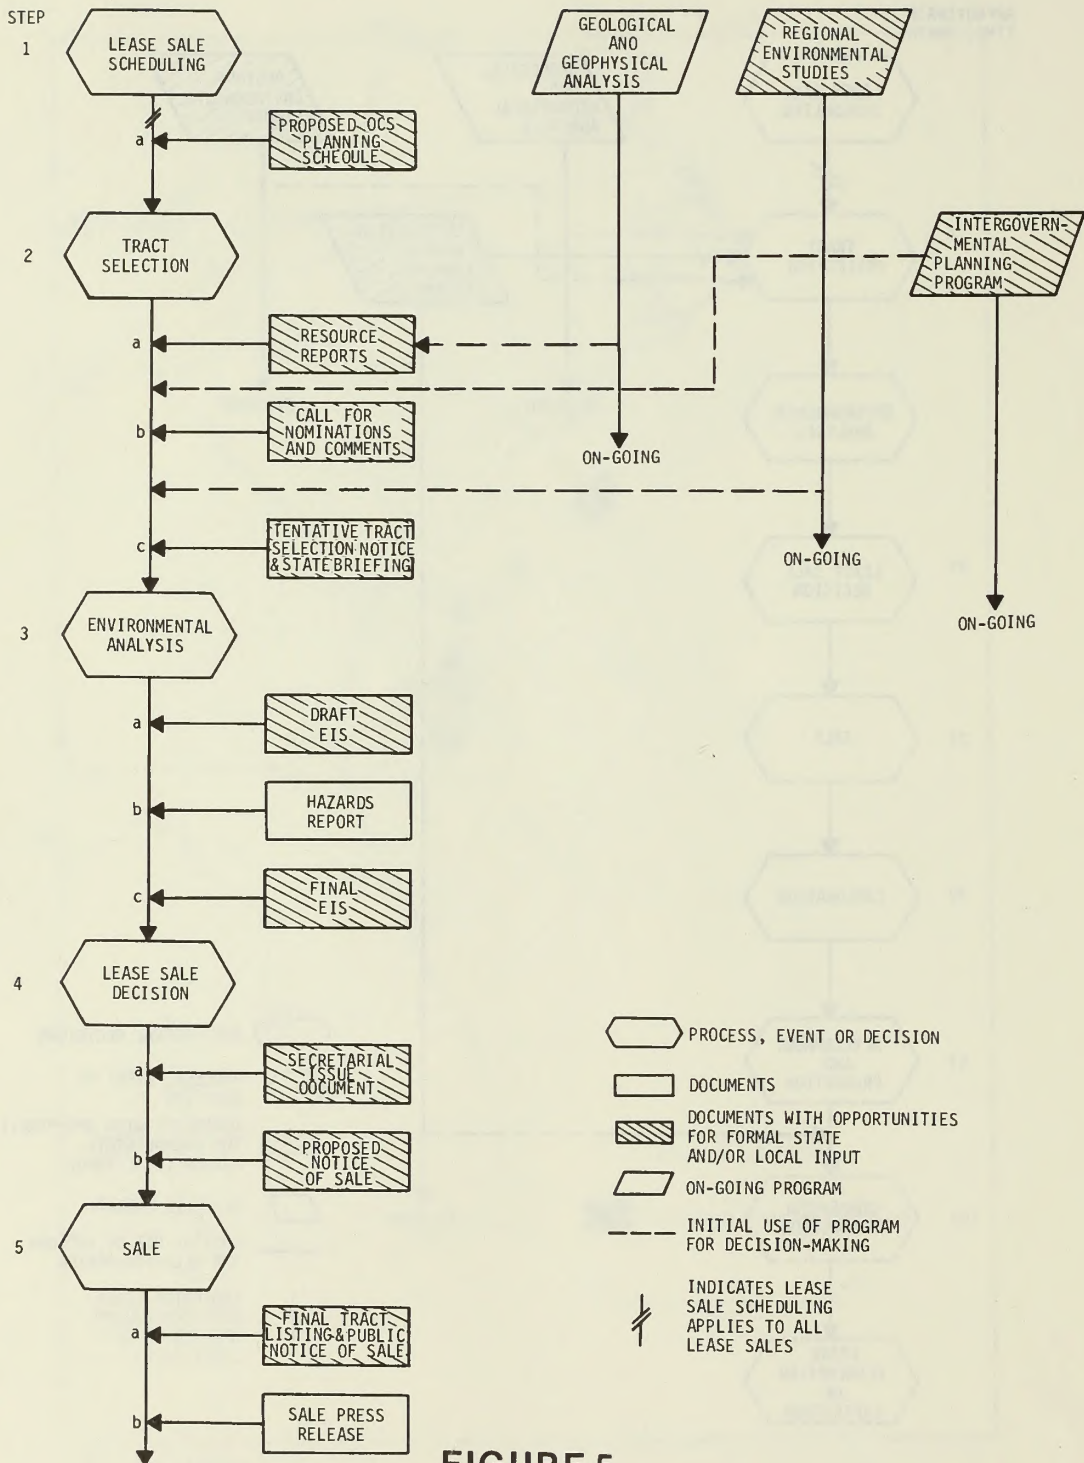 STEP
1
LEASE SALE
SCHEDULING
GEOLOGICAL
AND
GEOPHYSICAL
ANALYSIS
REGIONAL
ENVIRONMENTAL
STUDIES
a
PROPOSED OCS
PLANNING
SCHEOULE
2
TRACT
SELECTION
INTERGOVERN-
MENTAL
PLANNING
PROGRAM
a
RESOURCE
REPORTS
b
CALL FOR
NOMINATIONS
AND COMMENTS
ON-GOING
c
TENTATIVE TRACT
SELECTION NOTICE
& STATE BRIEFING
ON-GOING
ON-GOING
3
ENVIRONMENTAL
ANALYSIS
a
DRAFT
EIS
b
HAZARDS
REPORT
c
FINAL
EIS
4
LEASE SALE
DECISION
a
SECRETARIAL
ISSUE
OOCUMENT
b
PROPOSED
NOTICE
OF SALE
5
SALE
a
FINAL TRACT
LISTING & PUBLIC
NOTICE OF SALE
b
SALE PRESS
RELEASE
PROCESS, EVENT OR DECISION
DOCUMENTS
DOCUMENTS WITH OPPORTUNITIES
FOR FORMAL STATE
AND/OR LOCAL INPUT
ON-GOING PROGRAM
INITIAL USE OF PROGRAM
FOR DECISION-MAKING
INDICATES LEASE
SALE SCHEDULING
APPLIES TO ALL
LEASE SALES
FIGURE 5